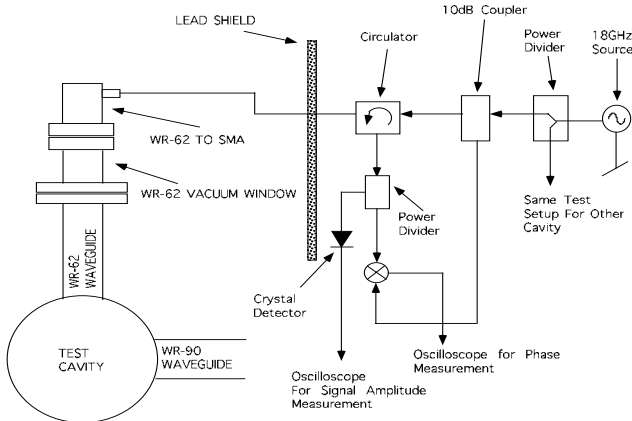 LEAD SHIELD
10dB Coupler
Circulator
Power
Divider
18GHz
Source
WR-62 TO SMA
WR-62 VACUUM WINDOW
Power
Divider
Same Test
Setup For Other
Cavity
WR-62
WAVEGUIDE
Crystal
Detector
TEST
CAVITY
WR-90
WAVEGUIDE
Oscilloscope for Phase
Measurement
Oscilloscope
For Signal Amplitude
Measurement